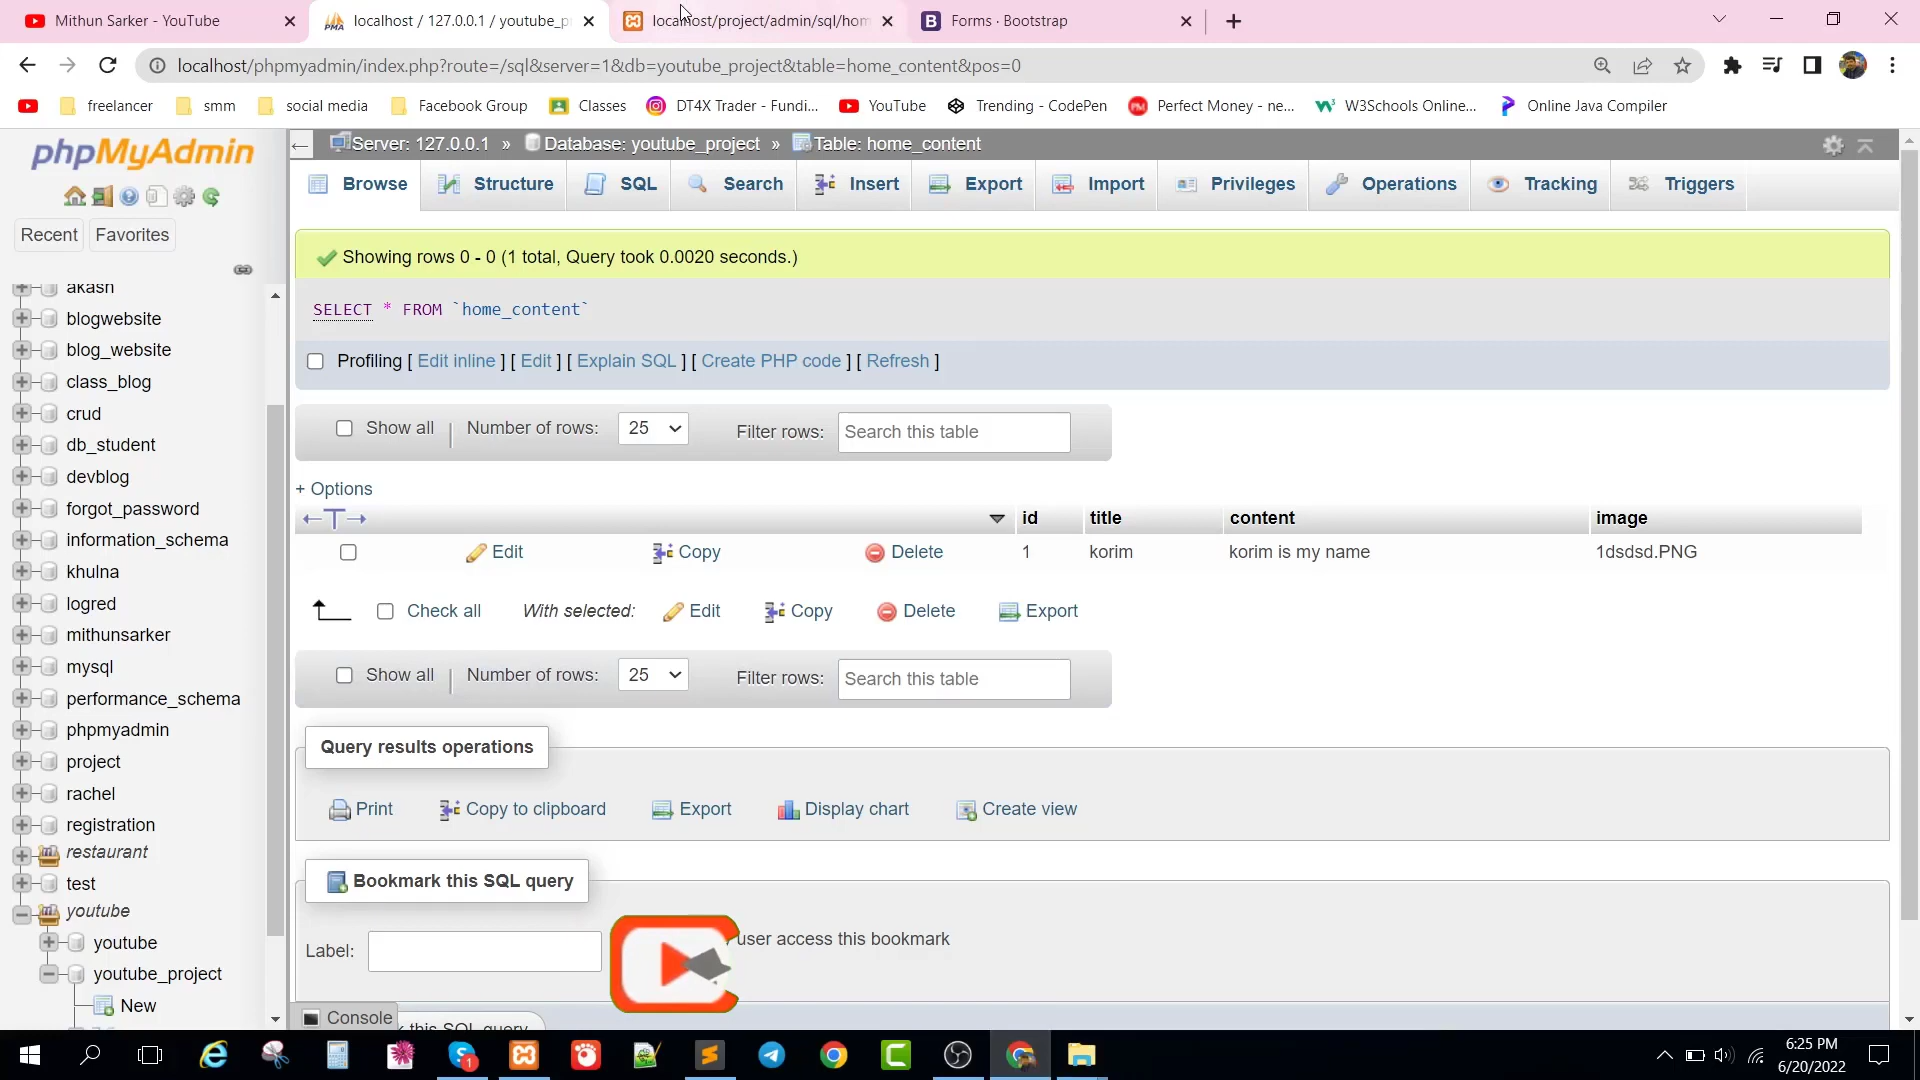 Mithun Sarker - YouTube
localhost / 127.0.0.1 / youtube_p
localhost/project/admin/sql/hom
Forms · Bootstrap
localhost/phpmyadmin/index.php?route=/sql&server=1&db=youtube_project&table=home_content&pos=0
freelancer
smm
social media
Facebook Group
Classes
DT4X Trader - Fundi...
YouTube
Trending - CodePen
Perfect Money - ne...
W3Schools Online...
Online Java Compiler
phpMyAdmin
Recent
Favorites
akash
blogwebsite
blog_website
class_blog
crud
db_student
devblog
forgot_password
information_schema
khulna
logred
mithunsarker
mysql
performance_schema
phpmyadmin
project
rachel
registration
restaurant
test
youtube
youtube
youtube_project
New
Server: 127.0.0.1 » Database: youtube_project » Table: home_content
Browse
Structure
SQL
Search
Insert
Export
Import
Privileges
Operations
Tracking
Triggers
Showing rows 0 - 0 (1 total, Query took 0.0020 seconds.)
SELECT * FROM `home_content`
Profiling [ Edit inline ] [ Edit ] [ Explain SQL ] [ Create PHP code ] [ Refresh ]
Show all | Number of rows: 25 Filter rows: Search this table
+ Options
id title content image
Edit Copy Delete 1 korim korim is my name 1dsdsd.PNG
Check all With selected: Edit Copy Delete Export
Show all | Number of rows: 25 Filter rows: Search this table
Query results operations
Print Copy to clipboard Export Display chart Create view
Bookmark this SQL query
Label: user access this bookmark
Console
this SQL query
6:25 PM
6/20/2022